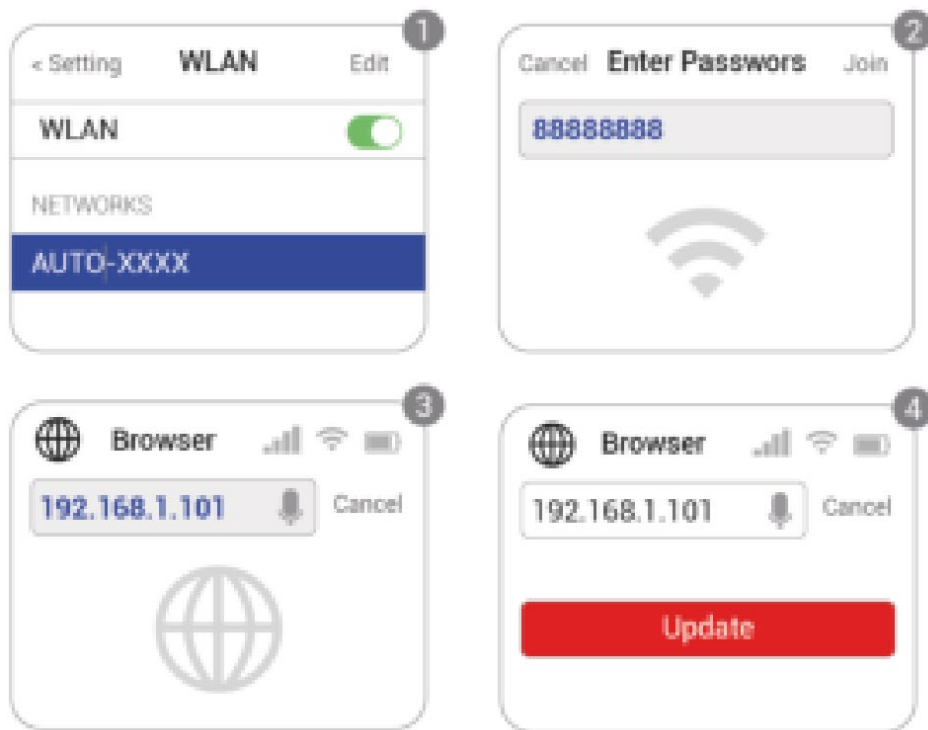 1
< Setting WLAN Edit
WLAN
NETWORKS
AUTO-XXXX
2
Cancel Enter Passwors Join
88888888
3
Browser
192.168.1.101 Cancel
4
Browser
192.168.1.101 Cancel
Update